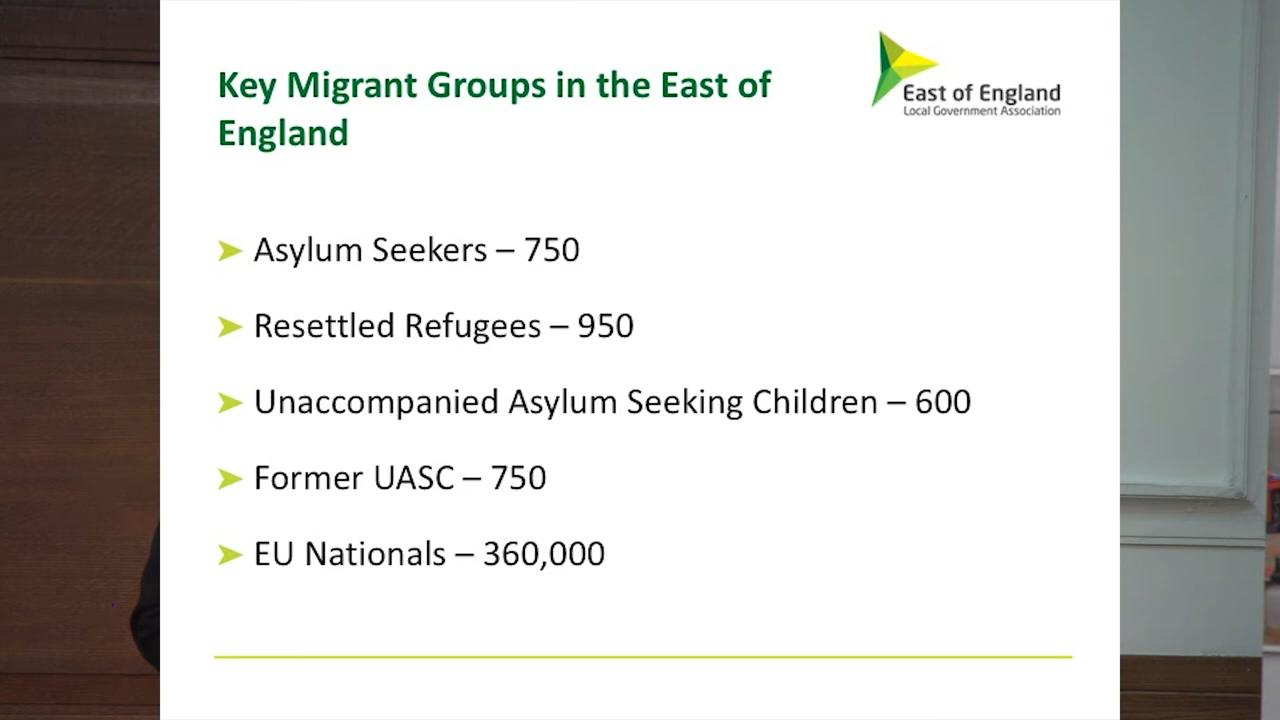 Key Migrant Groups in the East of
England
East of England
Local Government Association
Asylum Seekers – 750
Resettled Refugees – 950
Unaccompanied Asylum Seeking Children – 600
Former UASC – 750
EU Nationals – 360,000